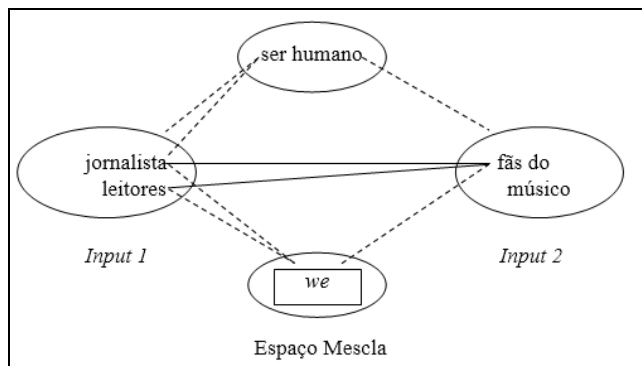 ser humano
jornalista
leitores
fãs do
músico
Input 1
Input 2
we
Espaço Mescla